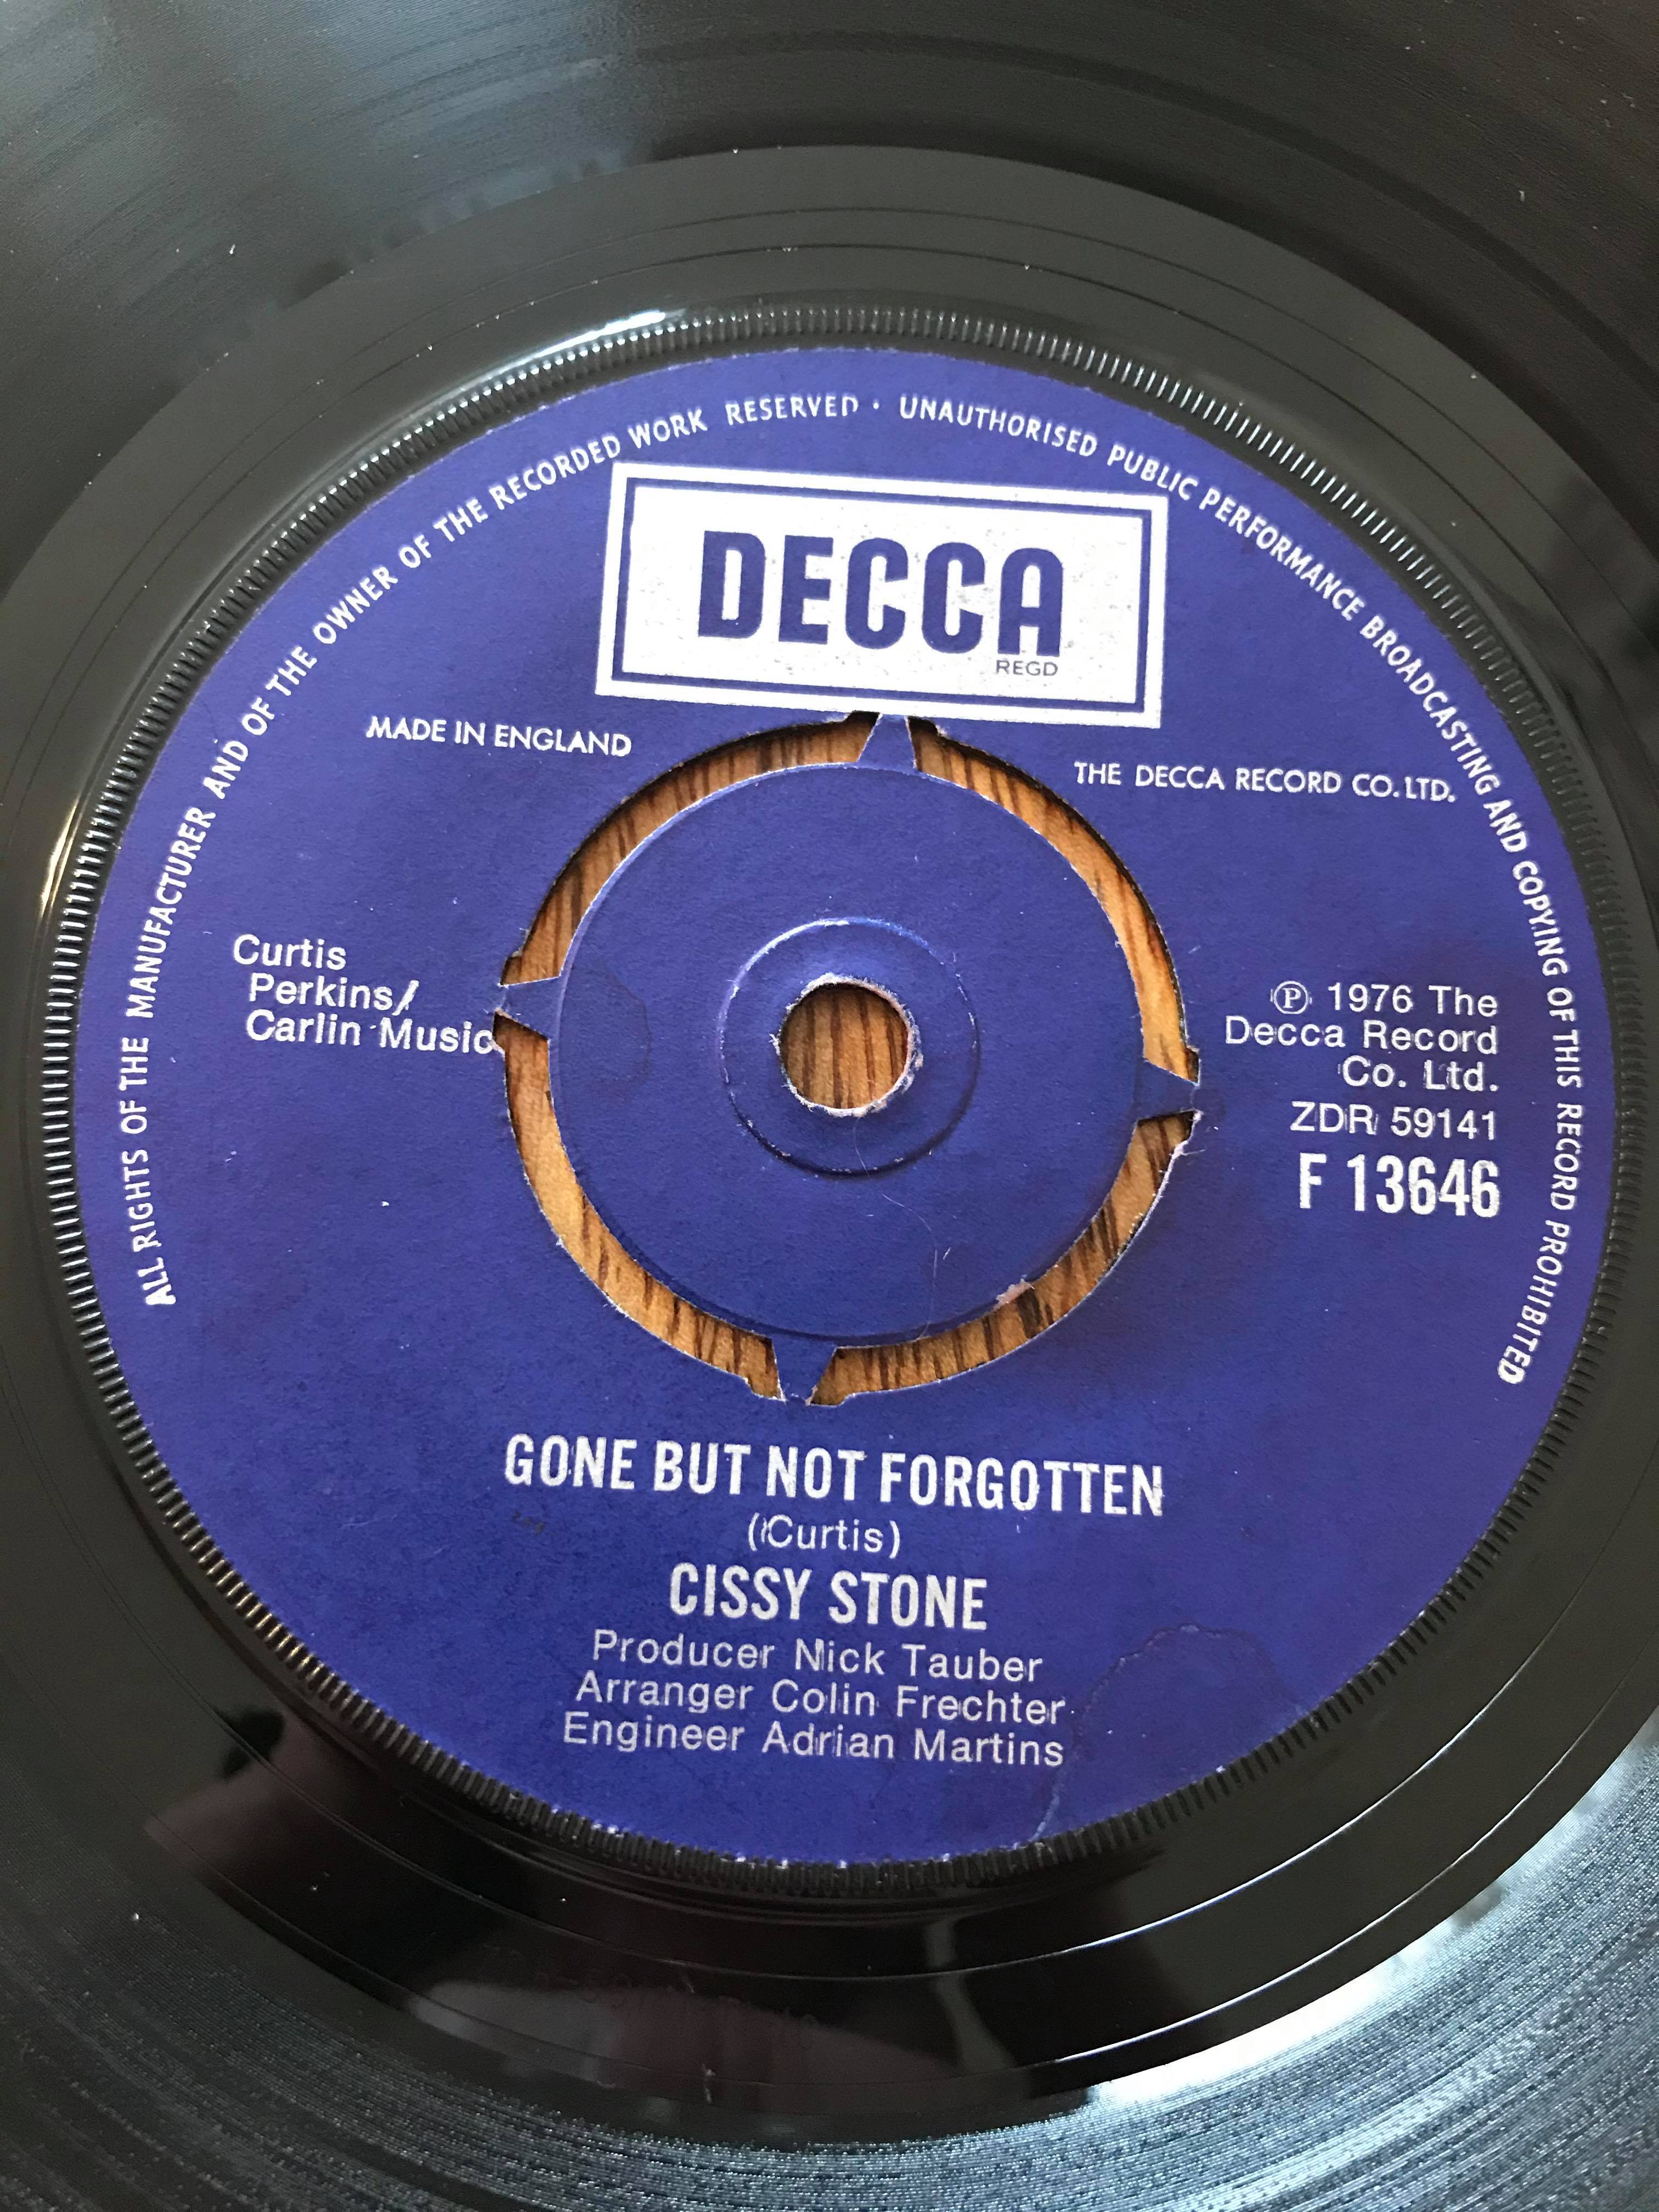 ALL RIGHTS OF THE MANUFACTURER AND OF THE OWNER OF THE RECORDED WORK RESERVED · UNAUTHORISED PUBLIC PERFORMANCE BROADCASTING AND COPYING OF THIS RECORD PROHIBITED
DECCA
REGD
MADE IN ENGLAND
THE DECCA RECORD CO. LTD.
Curtis
Perkins/
Carlin Music
℗ 1976 The
Decca Record
Co. Ltd.
ZDR 59141
F 13646
GONE BUT NOT FORGOTTEN
(Curtis)
CISSY STONE
Producer Nick Tauber
Arranger Colin Frechter
Engineer Adrian Martins